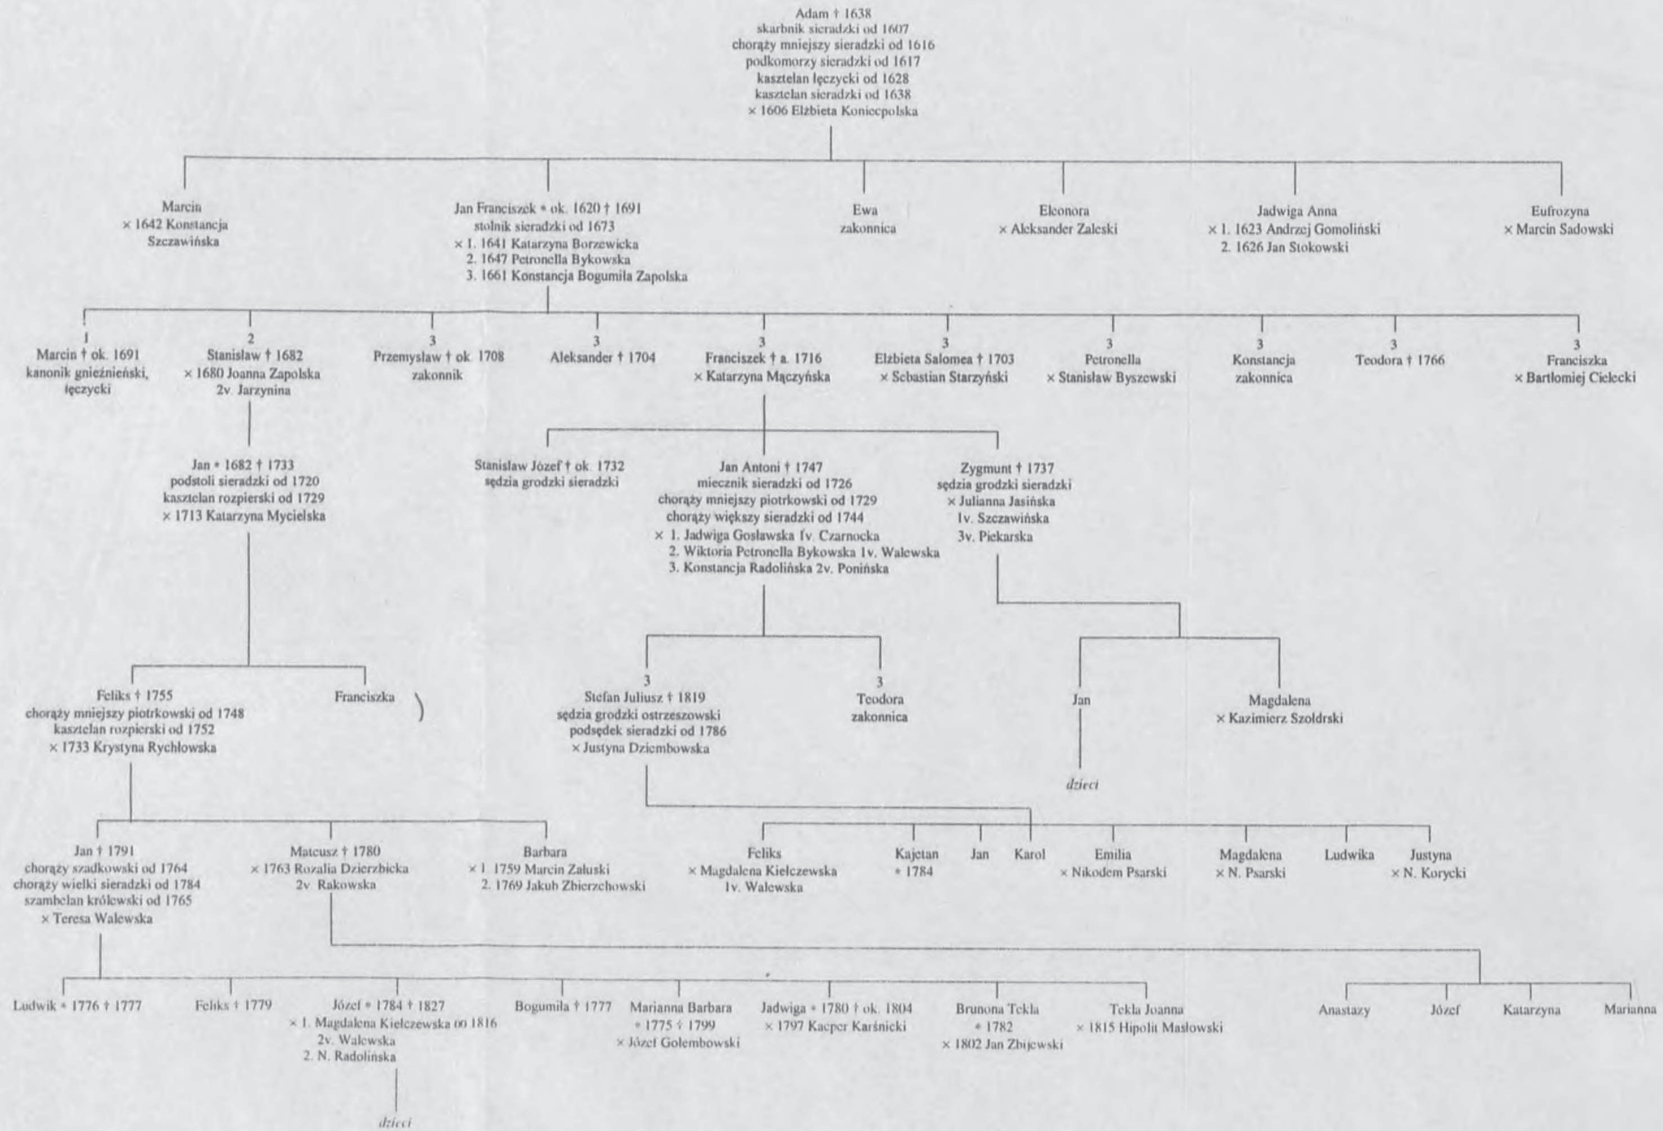 Adam † 1638
skarbnik sieradzki od 1607
chorąży mniejszy sieradzki od 1616
podkomorzy sieradzki od 1617
kasztelan łęczycki od 1628
kasztelan sieradzki od 1638
× 1606 Elżbieta Koniecpolska
Marcin
× 1642 Konstancja
Szczawińska
Jan Franciszek * ok. 1620 † 1691
stolnik sieradzki od 1673
× 1. 1641 Katarzyna Borzewicka
2. 1647 Petronella Bykowska
3. 1661 Konstancja Bogumiła Zapolska
Ewa
zakonnica
Eleonora
× Aleksander Zaleski
Jadwiga Anna
× 1. 1623 Andrzej Gomoliński
2. 1626 Jan Stokowski
Eufrozyna
× Marcin Sadowski
1
Marcin † ok. 1691
kanonik gnieźnieński,
łęczycki
2
Stanisław † 1682
× 1680 Joanna Zapolska
2v. Jarzynina
3
Przemysław † ok. 1708
zakonnik
3
Aleksander † 1704
3
Franciszek † a. 1716
× Katarzyna Mączyńska
3
Elżbieta Salomea † 1703
× Sebastian Starzyński
3
Petronella
× Stanisław Byszewski
3
Konstancja
zakonnica
3
Teodora † 1766
3
Franciszka
× Bartłomiej Cielecki
Jan * 1682 † 1733
podstoli sieradzki od 1720
kasztelan rozpierski od 1729
× 1713 Katarzyna Mycielska
Stanisław Józef † ok. 1732
sędzia grodzki sieradzki
Jan Antoni † 1747
miecznik sieradzki od 1726
chorąży mniejszy piotrkowski od 1729
chorąży większy sieradzki od 1744
× 1. Jadwiga Gosławska 1v. Czarnocka
2. Wiktoria Petronella Bykowska 1v. Walewska
3. Konstancja Radolińska 2v. Ponińska
Zygmunt † 1737
sędzia grodzki sieradzki
× Julianna Jasińska
1v. Szczawińska
3v. Piekarska
Feliks † 1755
chorąży mniejszy piotrkowski od 1748
kasztelan rozpierski od 1752
× 1733 Krystyna Rychłowska
Franciszka )
3
Stefan Juliusz † 1819
sędzia grodzki ostrzeszowski
podsędek sieradzki od 1786
× Justyna Dziembowska
3
Teodora
zakonnica
Jan
dzieci
Magdalena
× Kazimierz Szołdrski
Jan † 1791
chorąży szadkowski od 1764
chorąży wielki sieradzki od 1784
szambelan królewski od 1765
× Teresa Walewska
Mateusz † 1780
× 1763 Rozalia Dzierzbicka
2v. Rakowska
Barbara
× 1. 1759 Marcin Załuski
2. 1769 Jakub Zbierzchowski
Feliks
× Magdalena Kiełczewska
1v. Walewska
Kajetan
* 1784
Jan
Karol
Emilia
× Nikodem Psarski
Magdalena
× N. Psarski
Ludwika
Justyna
× N. Korycki
Ludwik * 1776 † 1777
Feliks † 1779
Józef * 1784 † 1827
× 1. Magdalena Kiełczewska oo 1816
2v. Walewska
2. N. Radolińska
dzieci
Bogumiła † 1777
Marianna Barbara
* 1775 † 1799
× Józef Gołembowski
Jadwiga * 1780 † ok. 1804
× 1797 Kacper Karśnicki
Brunona Tekla
* 1782
× 1802 Jan Zbijewski
Tekla Joanna
× 1815 Hipolit Masłowski
Anastazy
Józef
Katarzyna
Marianna